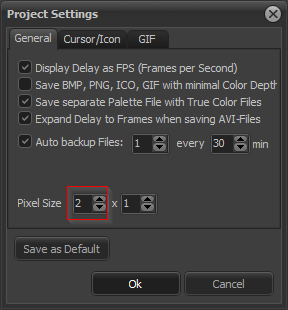 Project Settings
General Cursor/Icon GIF
Display Delay as FPS (Frames per Second)
Save BMP, PNG, ICO, GIF with minimal Color Depth
Save separate Palette File with True Color Files
Expand Delay to Frames when saving AVI-Files
Auto backup Files: 1 every 30 min
Pixel Size 2 x 1
Save as Default
Ok Cancel